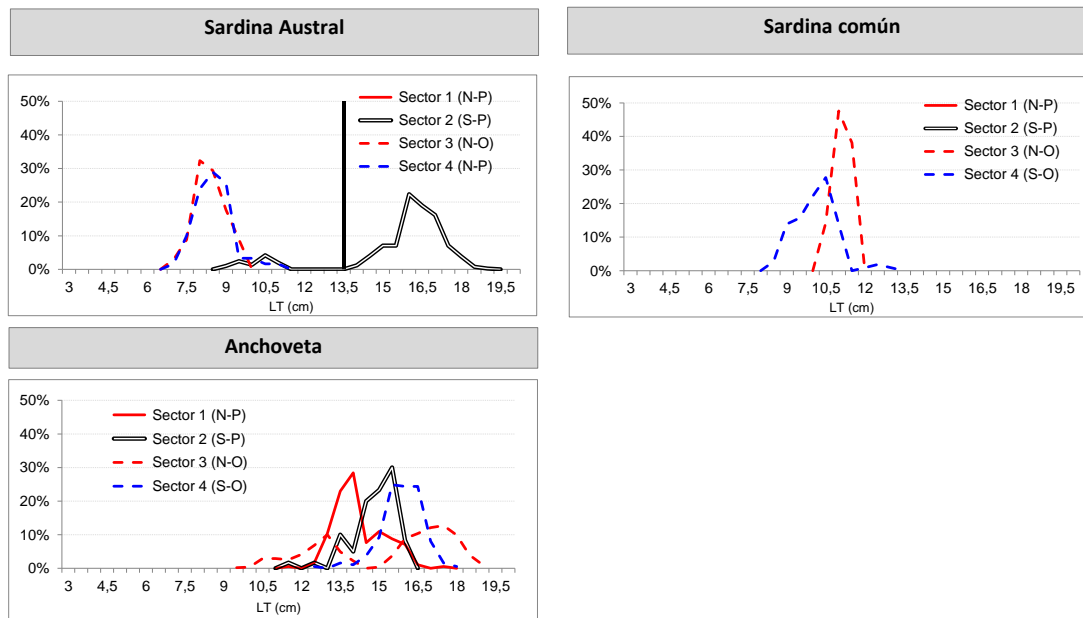 Sardina Austral
50%
40%
30%
20%
10%
0%
Sector 1 (N-P)
Sector 2 (S-P)
Sector 3 (N-O)
Sector 4 (N-P)
3 4,5 6 7,5 9 10,5 12 13,5 15 16,5 18 19,5
LT (cm)
Sardina común
50%
40%
30%
20%
10%
0%
Sector 1 (N-P)
Sector 2 (S-P)
Sector 3 (N-O)
Sector 4 (S-O)
3 4,5 6 7,5 9 10,5 12 13,5 15 16,5 18 19,5
LT (cm)
Anchoveta
50%
40%
30%
20%
10%
0%
Sector 1 (N-P)
Sector 2 (S-P)
Sector 3 (N-O)
Sector 4 (S-O)
3 4,5 6 7,5 9 10,5 12 13,5 15 16,5 18 19,5
LT (cm)